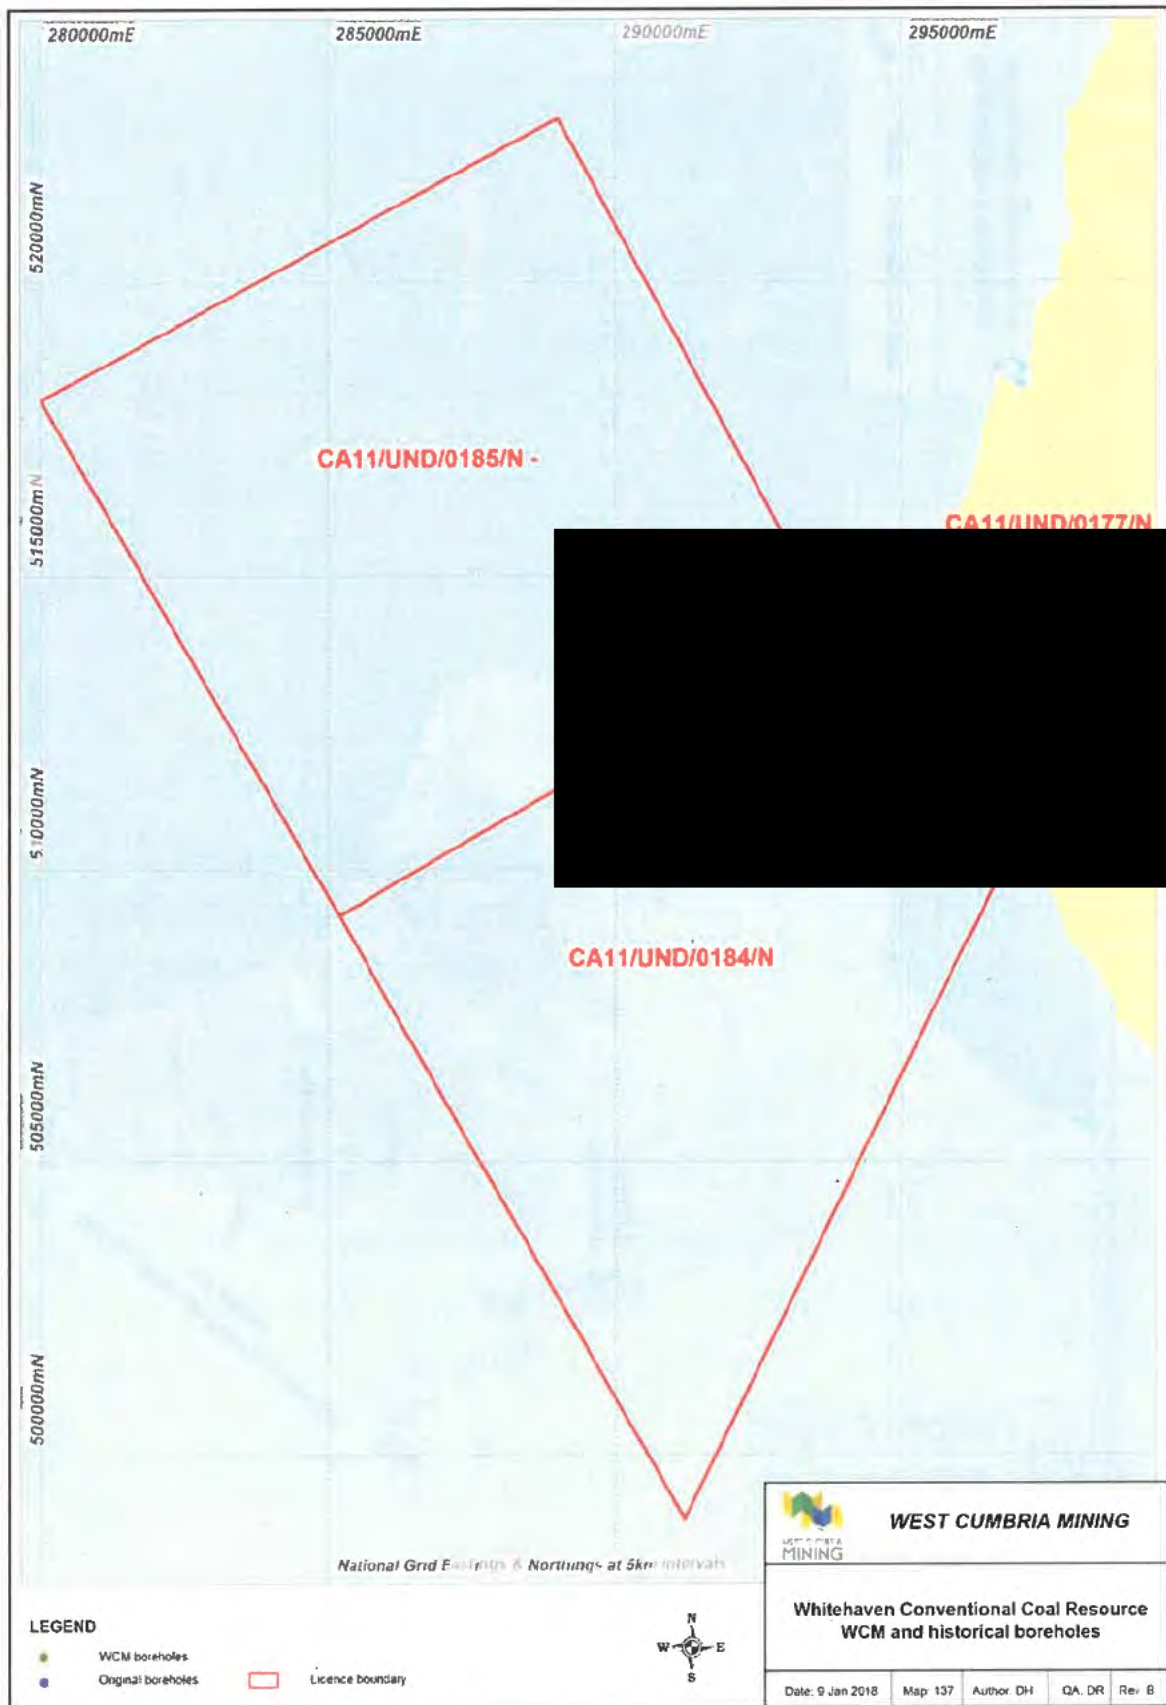 280000mE 285000mE 290000mE 295000mE
520000mN
CA11/UND/0185/N -
515000mN
CA11/UND/0177/N
510000mN
CA11/UND/0184/N
505000mN
500000mN
National Grid Eastings & Northings at 5km intervals
WEST CUMBRIA MINING
WEST CUMBRIA
MINING
Whitehaven Conventional Coal Resource
WCM and historical boreholes
LEGEND
WCM boreholes
Original boreholes Licence boundary
N
W E
S
Date: 9 Jan 2018 Map: 137 Author: DH QA: DR Rev: B